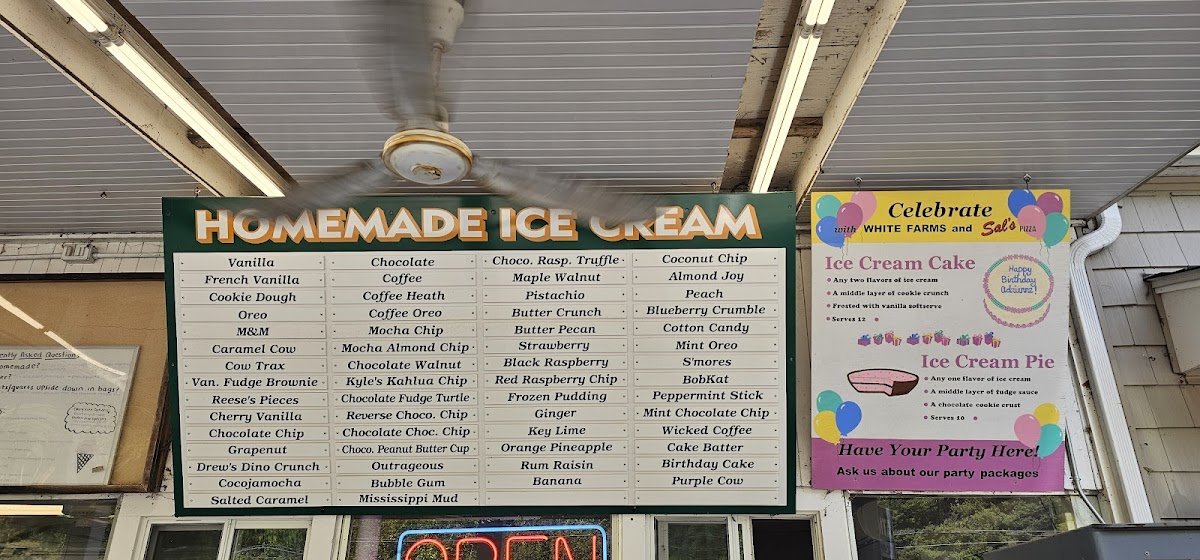 HOMEMADE ICE CREAM
Vanilla
French Vanilla
Cookie Dough
Oreo
M&M
Caramel Cow
Cow Trax
Van. Fudge Brownie
Reese's Pieces
Cherry Vanilla
Chocolate Chip
Grapenut
Drew's Dino Crunch
Cocojamocha
Salted Caramel
Chocolate
Coffee
Coffee Heath
Coffee Oreo
Mocha Chip
Mocha Almond Chip
Chocolate Walnut
Kyle's Kahlua Chip
Chocolate Fudge Turtle
Reverse Choco. Chip
Chocolate Choc. Chip
Choco. Peanut Butter Cup
Outrageous
Bubble Gum
Mississippi Mud
Choco. Rasp. Truffle
Maple Walnut
Pistachio
Butter Crunch
Butter Pecan
Strawberry
Black Raspberry
Red Raspberry Chip
Frozen Pudding
Ginger
Key Lime
Orange Pineapple
Rum Raisin
Banana
Coconut Chip
Almond Joy
Peach
Blueberry Crumble
Cotton Candy
Mint Oreo
S'mores
BobKat
Peppermint Stick
Mint Chocolate Chip
Wicked Coffee
Cake Batter
Birthday Cake
Purple Cow
Celebrate
with WHITE FARMS and Sal's PIZZA
Ice Cream Cake
Any two flavors of ice cream
A middle layer of cookie crunch
Frosted with vanilla softserve
Serves 12
Happy
Birthday
Adrianne!
Ice Cream Pie
Any one flavor of ice cream
A middle layer of fudge sauce
A chocolate cookie crust
Serves 10
Have Your Party Here!
Ask us about our party packages
Asked Questions
omemade?
upside down in bags!
OPEN